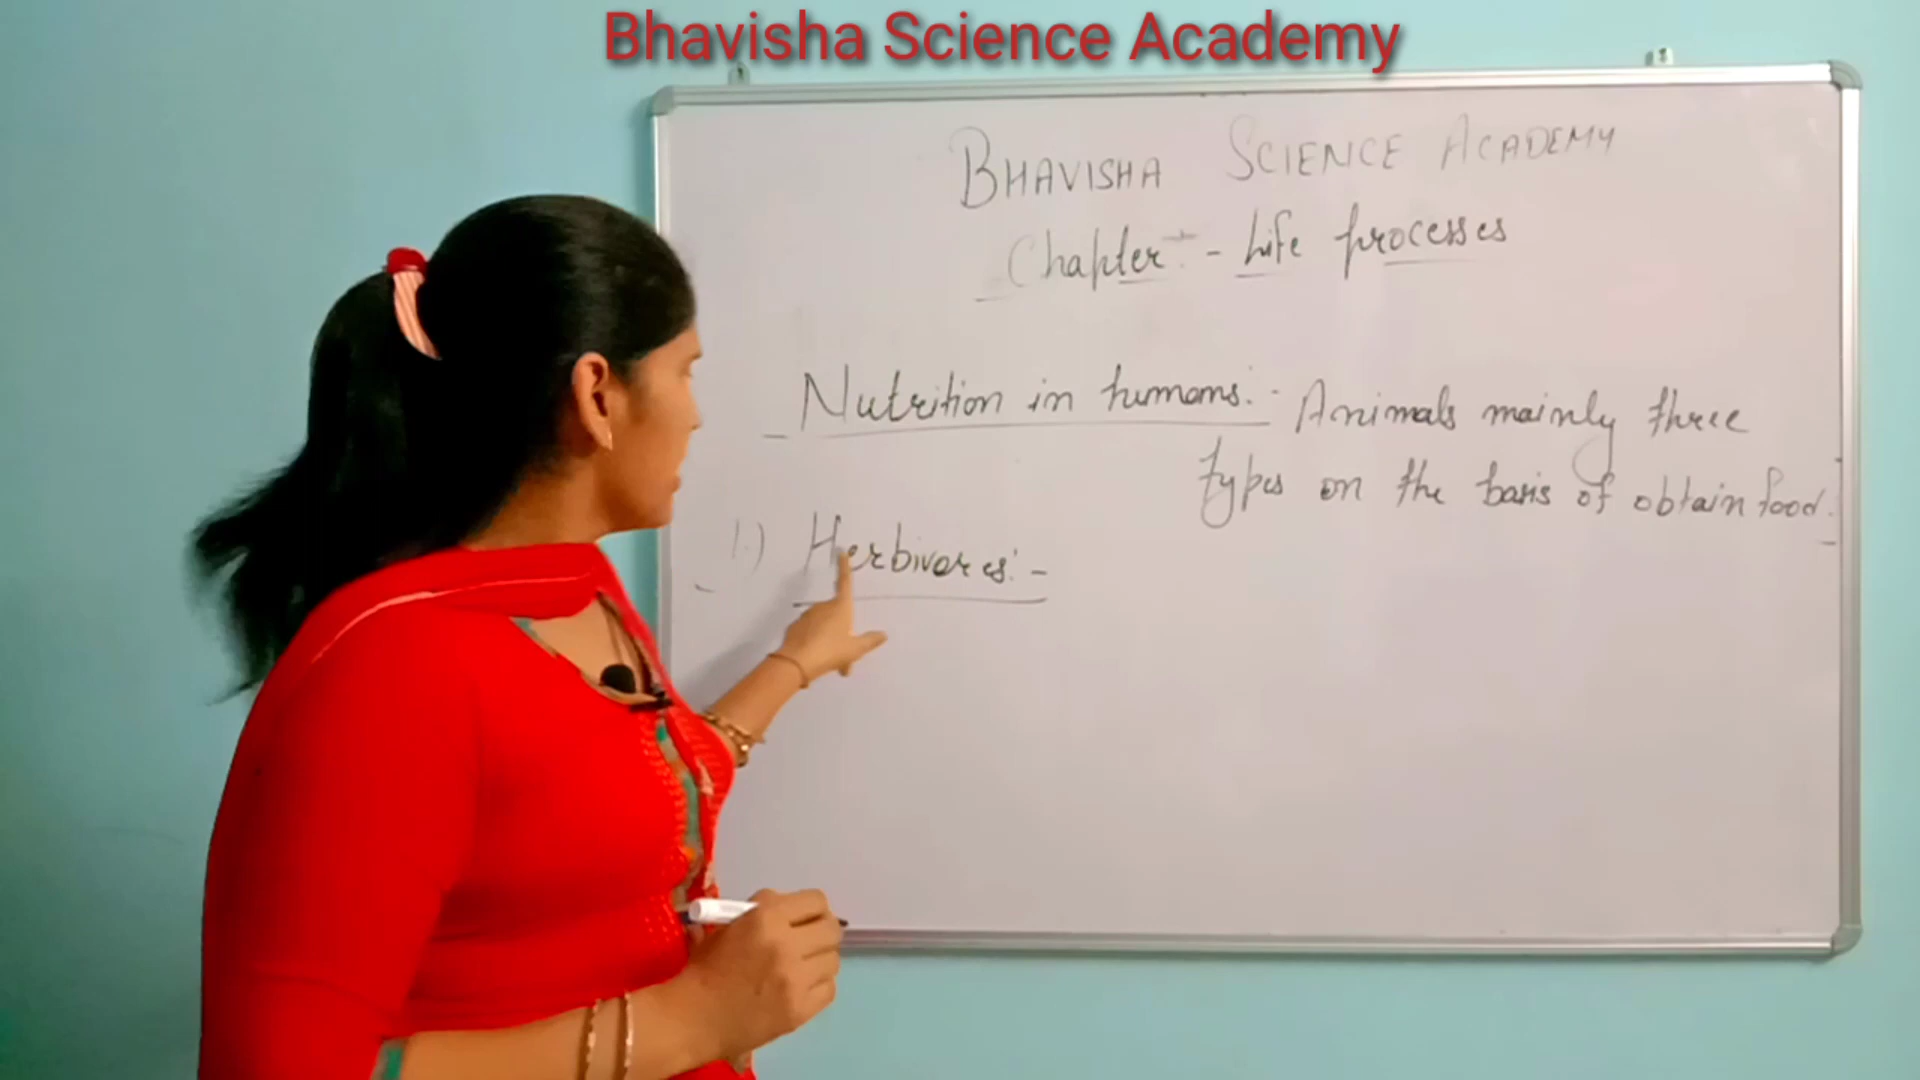 Bhavisha Science Academy
BHAVISHA SCIENCE ACADEMY
Chapter :- Life processes
Nutrition in humans:- Animals mainly three
types on the basis of obtain food.
1.) Herbivores:-